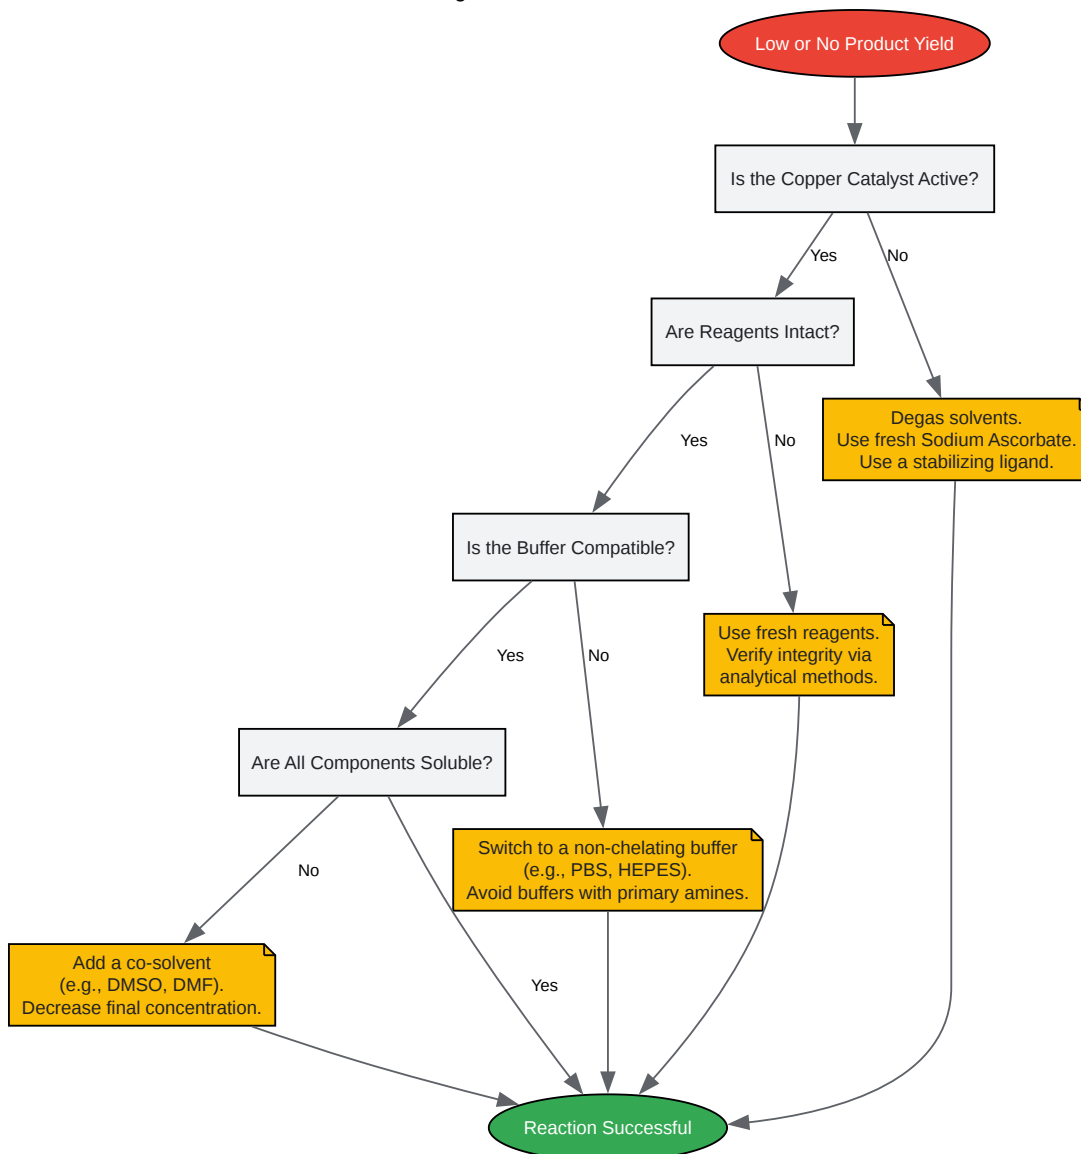 Low or No Product Yield
Is the Copper Catalyst Active?
Yes
No
Are Reagents Intact?
Degas solvents.
Use fresh Sodium Ascorbate.
Use a stabilizing ligand.
Yes
No
Is the Buffer Compatible?
Use fresh reagents.
Verify integrity via
analytical methods.
Yes
No
Are All Components Soluble?
Switch to a non-chelating buffer
(e.g., PBS, HEPES).
Avoid buffers with primary amines.
No
Add a co-solvent
(e.g., DMSO, DMF).
Decrease final concentration.
Yes
Reaction Successful